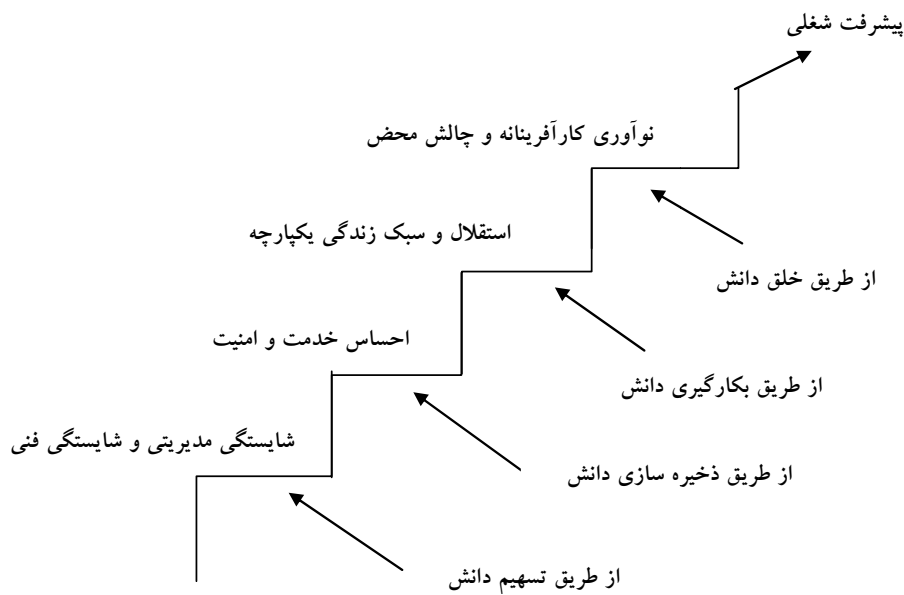 پیشرفت شغلی
نوآوری کارآفرینانه و چالش محض
استقلال و سبک زندگی یکپارچه
از طریق خلق دانش
احساس خدمت و امنیت
از طریق بکارگیری دانش
شایستگی مدیریتی و شایستگی فنی
از طریق ذخیره سازی دانش
از طریق تسهیم دانش